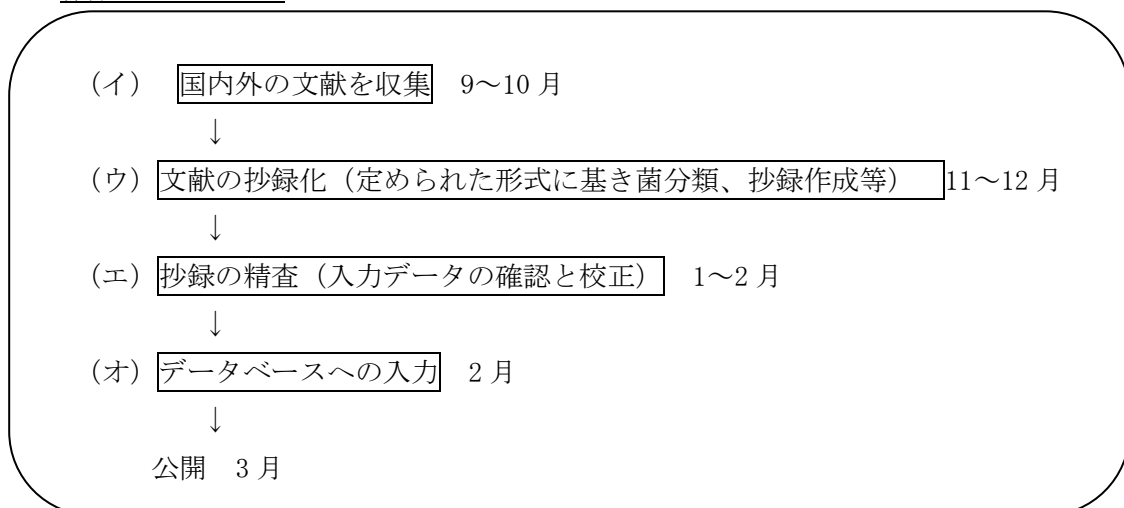 (イ) 国内外の文献を収集 9～10 月
↓
(ウ) 文献の抄録化（定められた形式に基き菌分類、抄録作成等） 11～12 月
↓
(エ) 抄録の精査（入力データの確認と校正） 1～2 月
↓
(オ) データベースへの入力 2 月
↓
公開 3 月